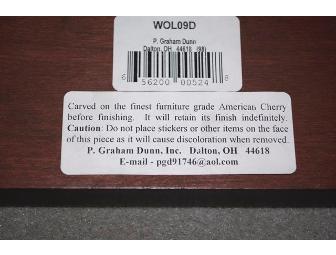 WOL09D
P. Graham Dunn
Dalton, OH 44618 (98)
6 56200 00524
Carved on the finest furniture grade American Cherry
before finishing. It will retain its finish indefinitely.
Caution: Do not place stickers or other items on the face
of this piece as it will cause discoloration when removed.
P. Graham Dunn, Inc. Dalton, OH 44618
E-mail - pgd91746@aol.com